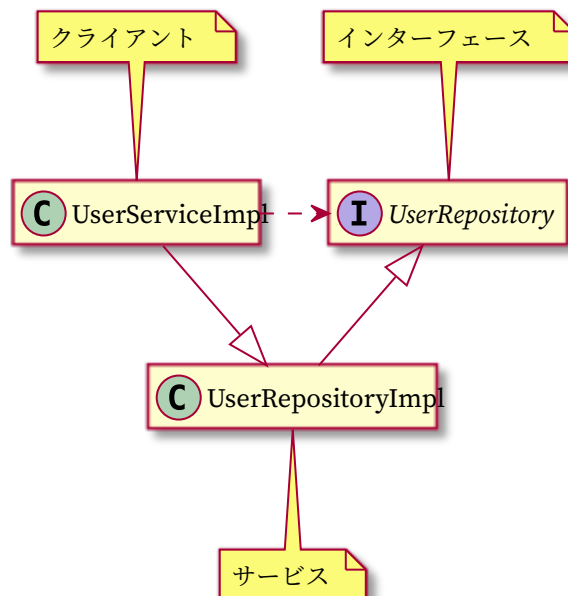 クライアント
インターフェース
C UserServiceImpl
I UserRepository
C UserRepositoryImpl
サービス